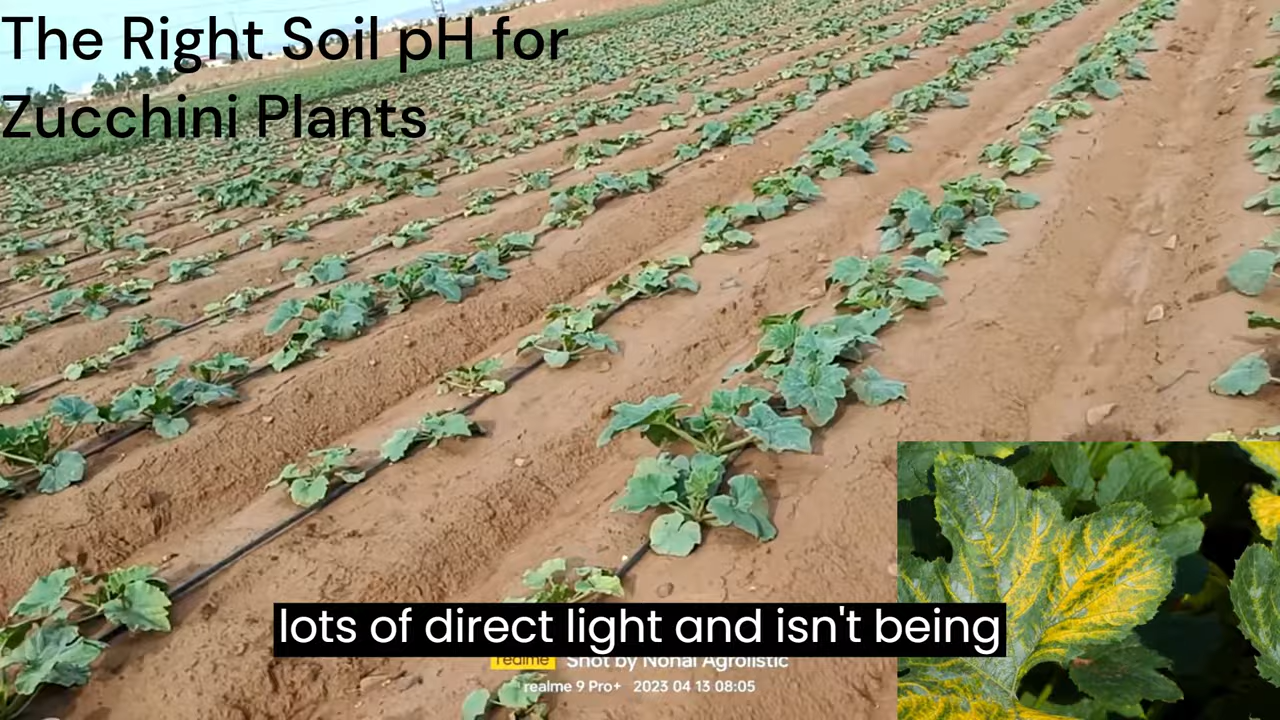 The Right Soil pH for
Zucchini Plants
lots of direct light and isn't being
realme Shot by Nohai Agrolistic
realme 9 Pro+ 2023 04 13 08:05